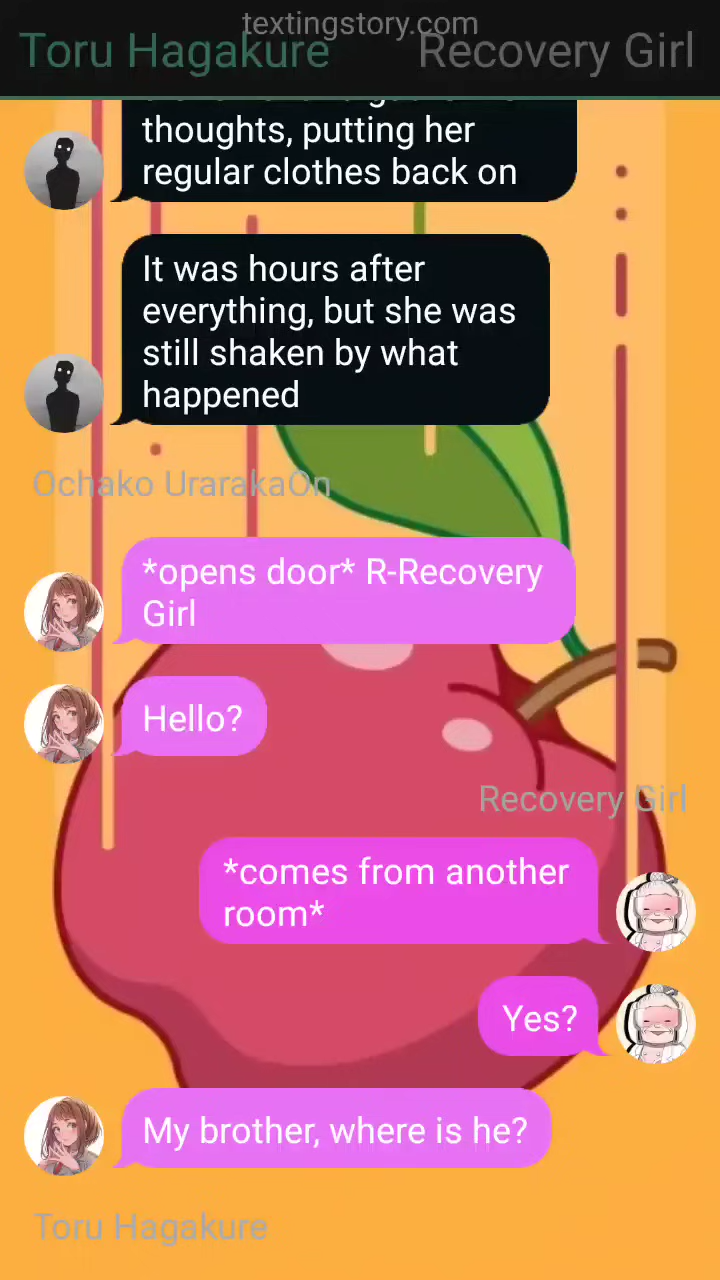 textingstory.com
Toru Hagakure
Recovery Girl
thoughts, putting her
regular clothes back on
It was hours after
everything, but she was
still shaken by what
happened
Ochako UrarakaOn
*opens door* R-Recovery
Girl
Hello?
Recovery Girl
*comes from another
room*
Yes?
My brother, where is he?
Toru Hagakure